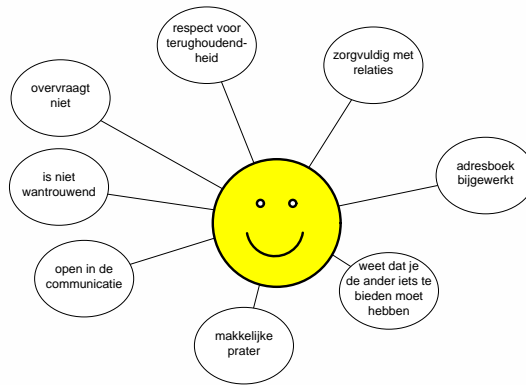 respect voor
terughoudend-
heid
zorgvuldig met
relaties
overvraagt
niet
adresboek
bijgewerkt
is niet
wantrouwend
open in de
communicatie
weet dat je
de ander iets te
bieden moet
hebben
makkelijke
prater